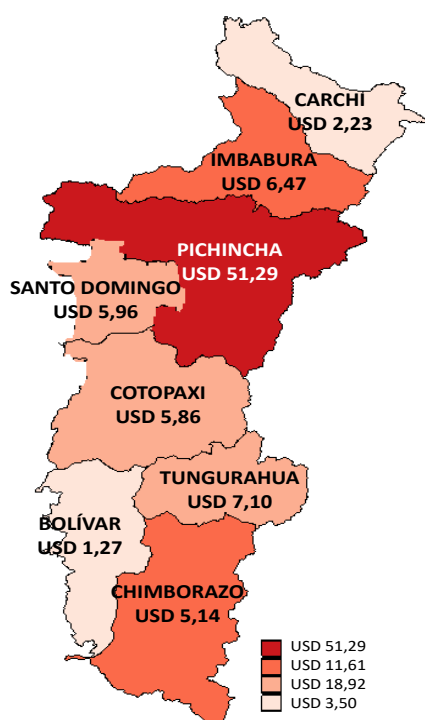 CARCHI
USD 2,23
IMBABURA
USD 6,47
PICHINCHA
USD 51,29
SANTO DOMINGO
USD 5,96
COTOPAXI
USD 5,86
TUNGURAHUA
USD 7,10
BOLÍVAR
USD 1,27
CHIMBORAZO
USD 5,14
USD 51,29
USD 11,61
USD 18,92
USD 3,50